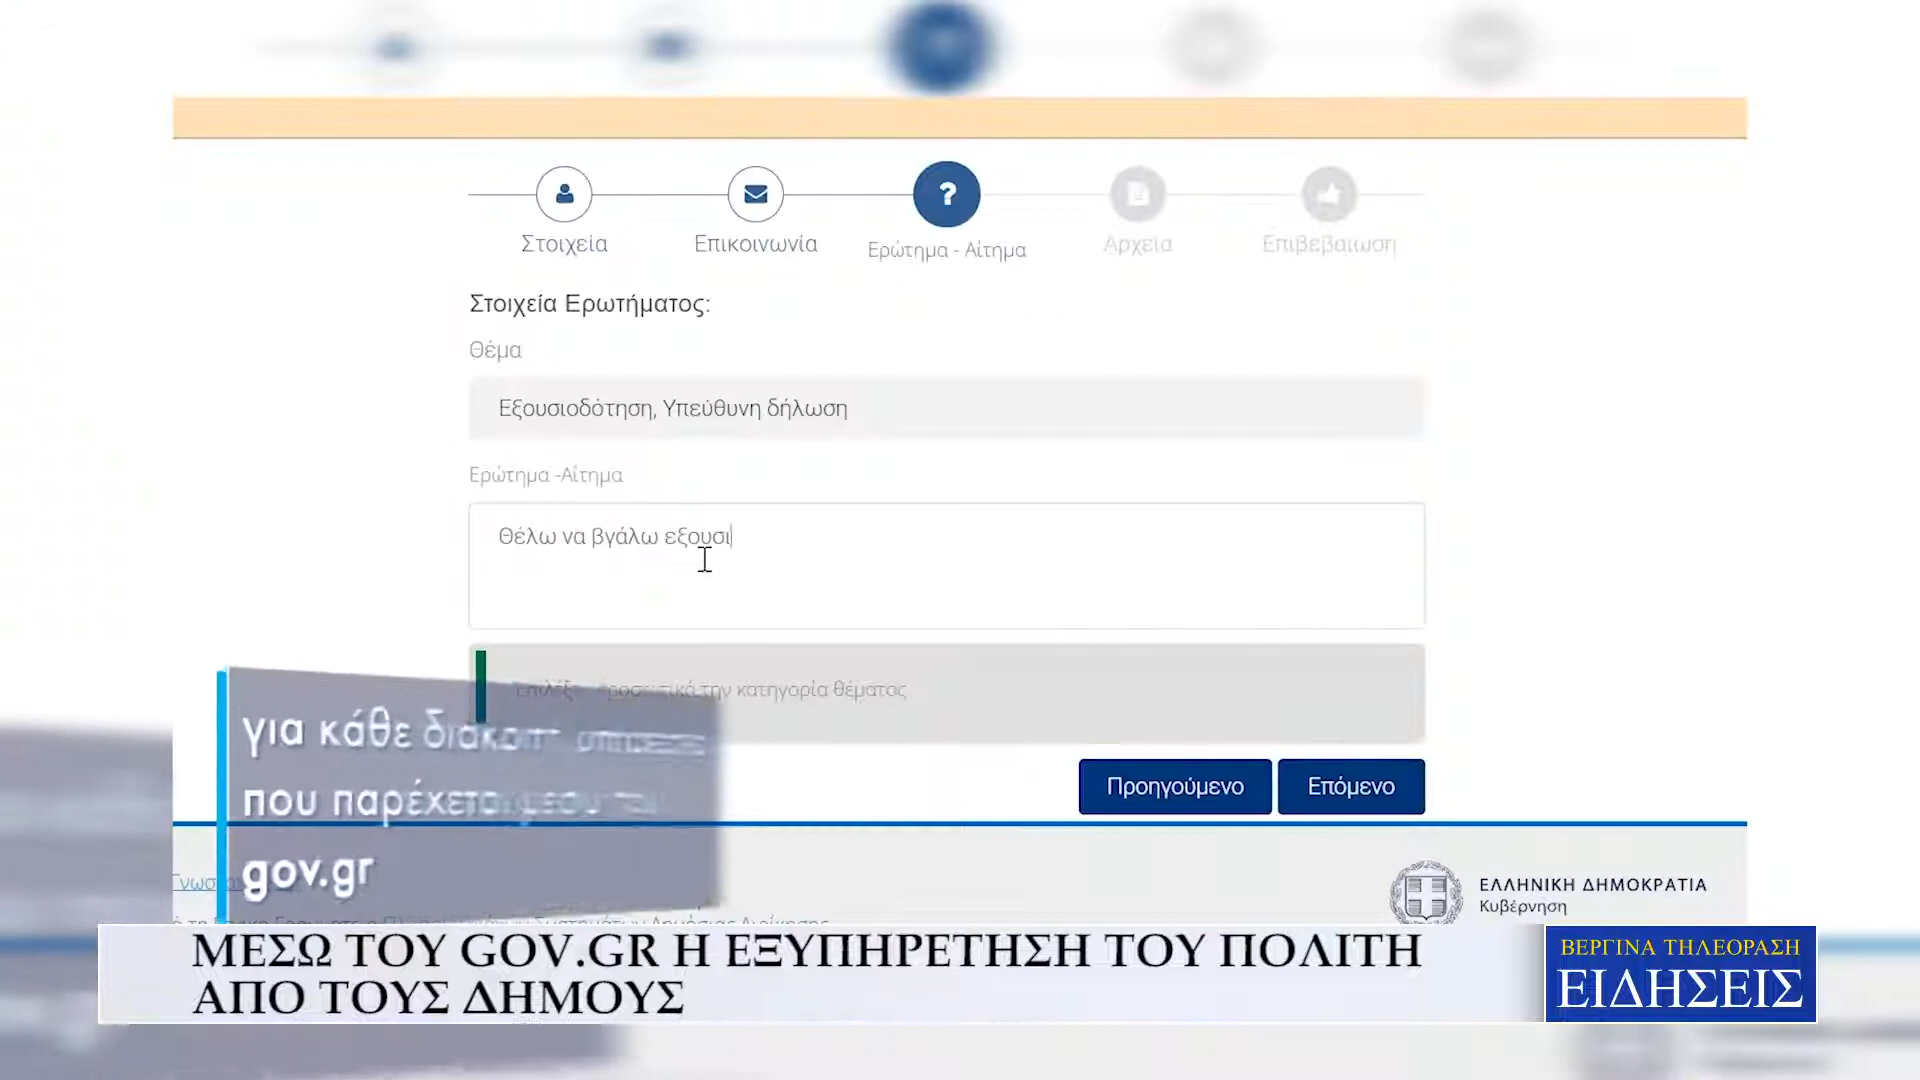 Στοιχεία
Επικοινωνία
Ερώτημα - Αίτημα
Αρχεία
Επιβεβαιωση
Στοιχεία Ερωτήματος:
Θέμα
Εξουσιοδότηση, Υπεύθυνη δήλωση
Ερώτημα -Αίτημα
Θέλω να βγάλω εξουσι
την κατηγορία θέματος
για κάθε
που
gov.gr
Προηγούμενο
Επόμενο
ΕΛΛΗΝΙΚΗ ΔΗΜΟΚΡΑΤΙΑ
Κυβέρνηση
ΜΕΣΩ ΤΟΥ GOV.GR Η ΕΞΥΠΗΡΕΤΗΣΗ ΤΟΥ ΠΟΛΙΤΗ
ΑΠΟ ΤΟΥΣ ΔΗΜΟΥΣ
ΒΕΡΓΙΝΑ ΤΗΛΕΟΡΑΣΗ
ΕΙΔΗΣΕΙΣ